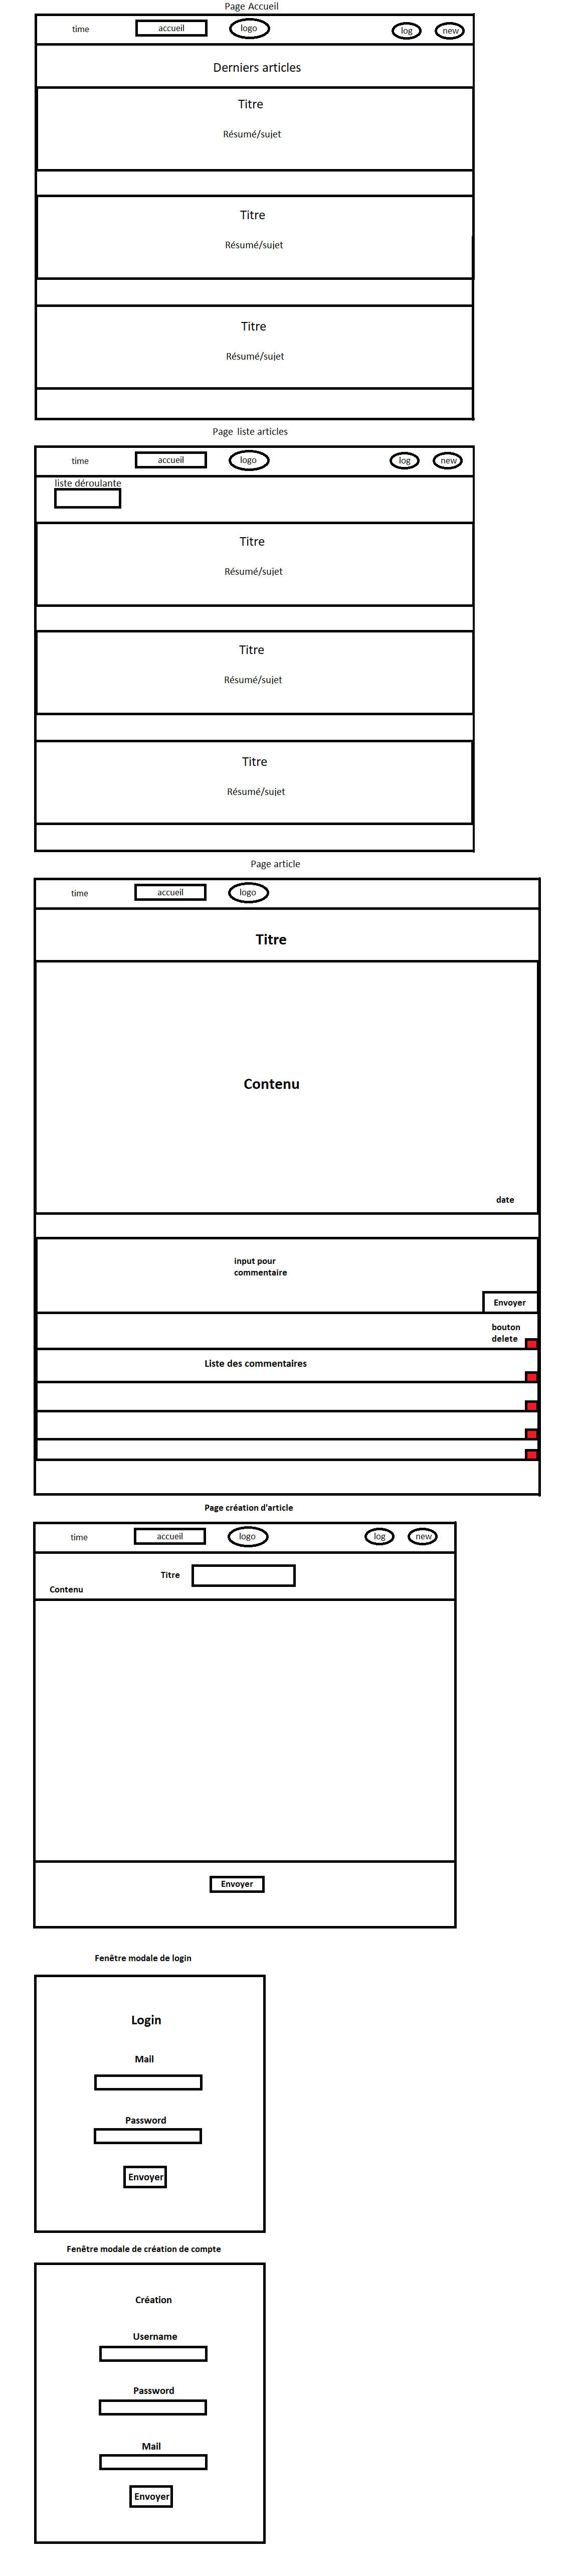 Page Accueil
time accueil logo log new
Derniers articles
Titre
Résumé/sujet
Titre
Résumé/sujet
Titre
Résumé/sujet
Page liste articles
time accueil logo log new
liste déroulante
Titre
Résumé/sujet
Titre
Résumé/sujet
Titre
Résumé/sujet
Page article
time accueil logo
Titre
Contenu
date
input pour
commentaire
Envoyer
bouton
delete
Liste des commentaires
Page création d'article
time accueil logo log new
Titre
Contenu
Envoyer
Fenêtre modale de login
Login
Mail
Password
Envoyer
Fenêtre modale de création de compte
Création
Username
Password
Mail
Envoyer